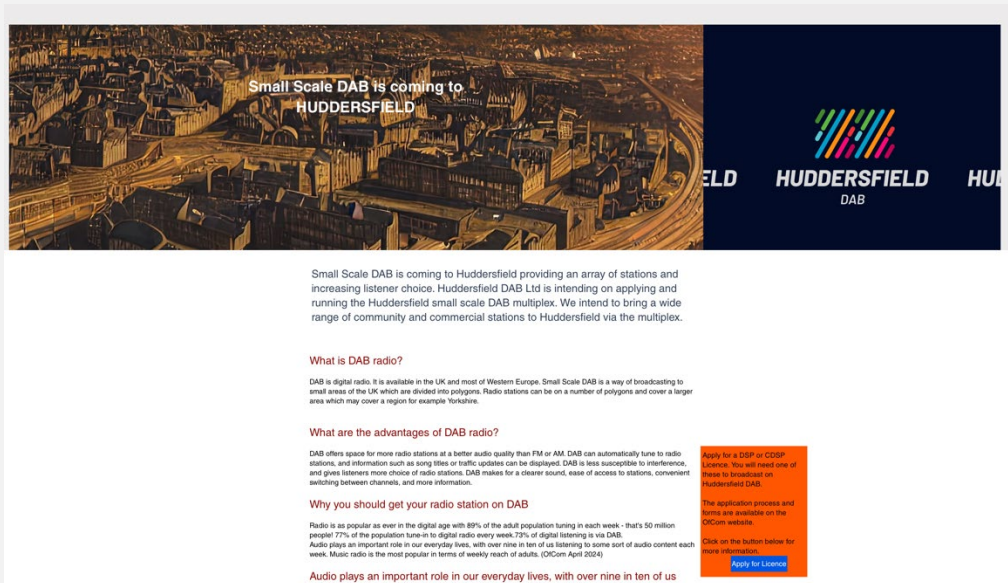 Small Scale DAB is coming to
HUDDERSFIELD
ELD
HUDDERSFIELD
HU
DAB
Small Scale DAB is coming to Huddersfield providing an array of stations and
increasing listener choice. Huddersfield DAB Ltd is intending on applying and
running the Huddersfield small scale DAB multiplex. We intend to bring a wide
range of community and commercial stations to Huddersfield via the multiplex.
What is DAB radio?
DAB is digital radio. It is available in the UK and most of Western Europe. Small Scale DAB is a way of broadcasting to
small areas of the UK which are divided into polygons. Radio stations can be on a number of polygons and cover a larger
area which may cover a region for example Yorkshire.
What are the advantages of DAB radio?
DAB offers space for more radio stations at a better audio quality than FM or AM. DAB can automatically tune to radio
stations, and information such as song titles or traffic updates can be displayed. DAB is less susceptible to interference,
and gives listeners more choice of radio stations. DAB makes for a clearer sound, ease of access to stations, convenient
switching between channels, and more information.
Why you should get your radio station on DAB
Radio is as popular as ever in the digital age with 89% of the adult population tuning in each week - that's 50 million
people! 77% of the population tune-in to digital radio every week.73% of digital listening is via DAB.
Audio plays an important role in our everyday lives, with over nine in ten of us listening to some sort of audio content each
week. Music radio is the most popular in terms of weekly reach of adults. (OfCom April 2024)
Audio plays an important role in our everyday lives, with over nine in ten of us
Apply for a DSP or CDSP
Licence. You will need one of
these to broadcast on
Huddersfield DAB.
The application process and
forms are available on the
OfCom website.
Click on the button below for
more information.
Apply for Licence